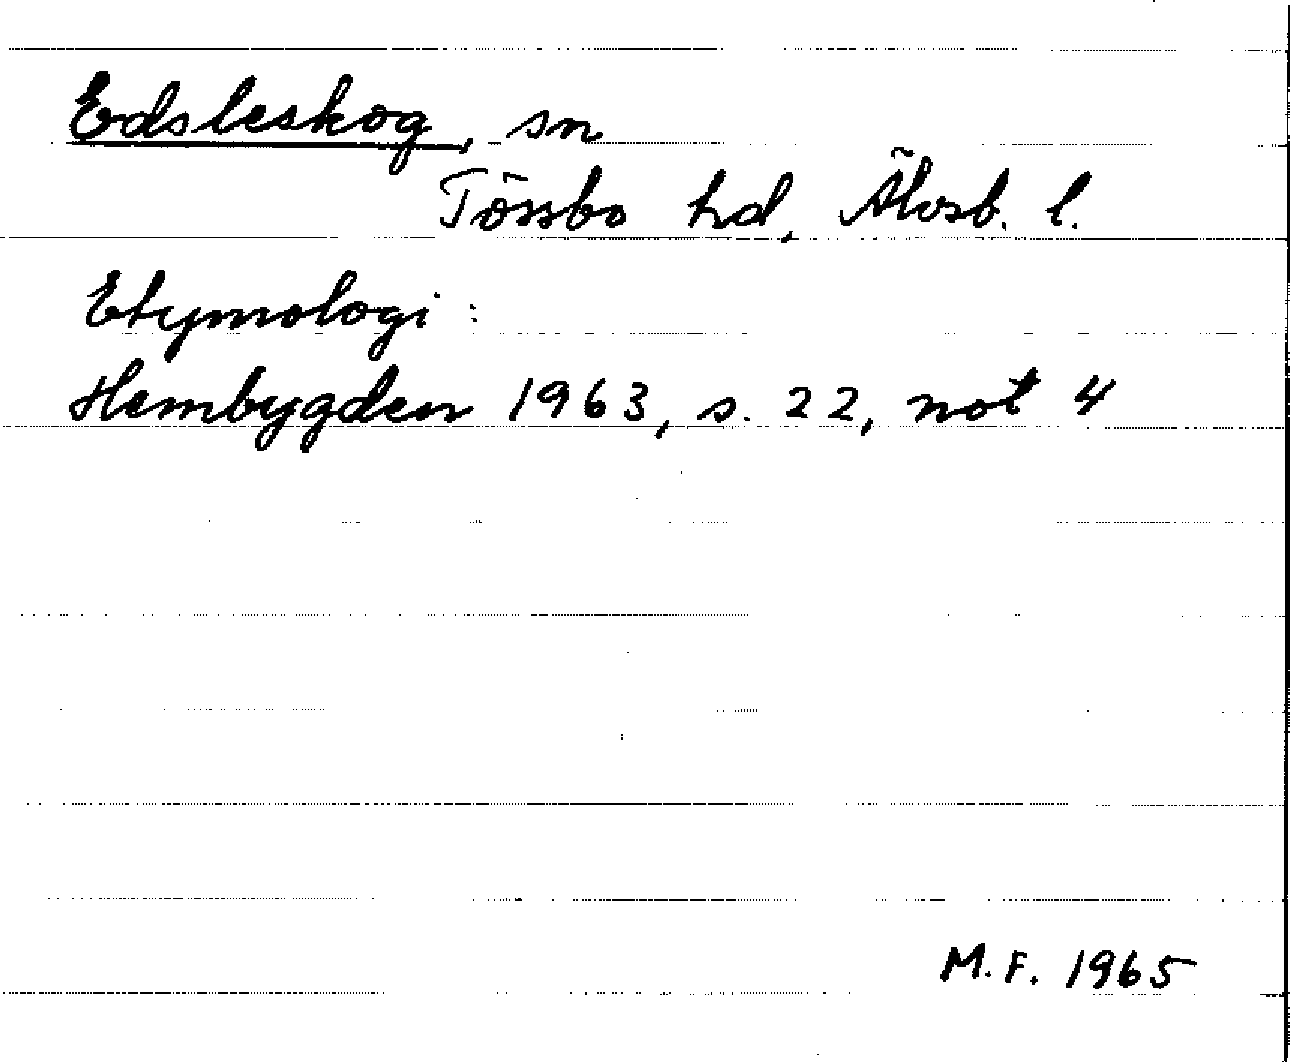 Edsleskog, sn
Tössbo hd, Älvsb. l.
Etymologi:
Hembygden 1963, s. 22, not 4
M.F. 1965